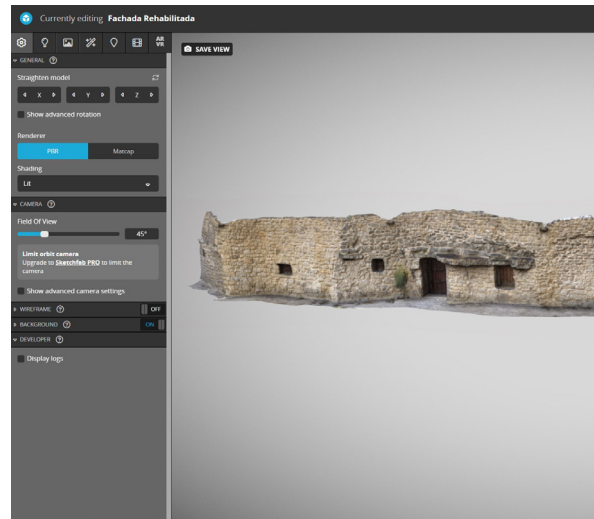 Currently editing Fachada Rehabilitada
AR
VR
SAVE VIEW
GENERAL ?
Straighten model
X Y Z
Show advanced rotation
Renderer
PBR Matcap
Shading
Lit
CAMERA ?
Field Of View
45°
Limit orbit camera
Upgrade to Sketchfab PRO to limit the
camera
Show advanced camera settings
WIREFRAME ? OFF
BACKGROUND ? ON
DEVELOPER ?
Display logs